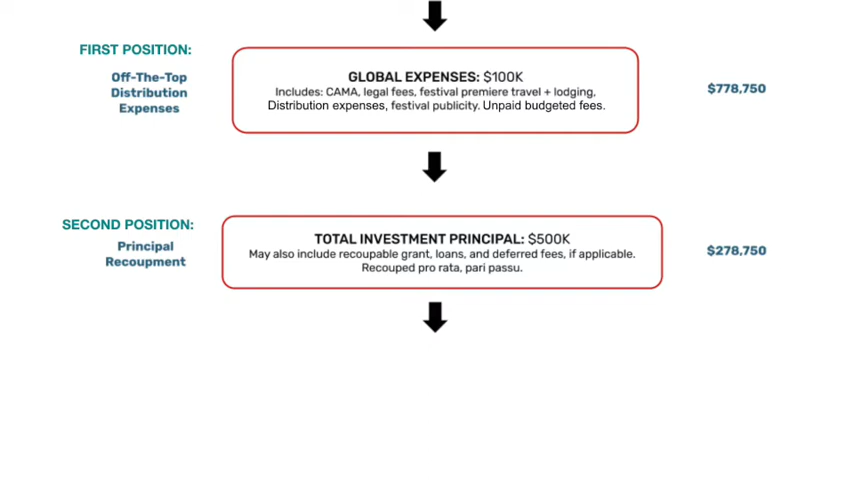 FIRST POSITION:
Off-The-Top
Distribution
Expenses
GLOBAL EXPENSES: $100K
Includes: CAMA, legal fees, festival premiere travel + lodging,
Distribution expenses, festival publicity. Unpaid budgeted fees.
$778,750
SECOND POSITION:
Principal
Recoupment
TOTAL INVESTMENT PRINCIPAL: $500K
May also include recoupable grant, loans, and deferred fees, if applicable.
Recouped pro rata, pari passu.
$278,750